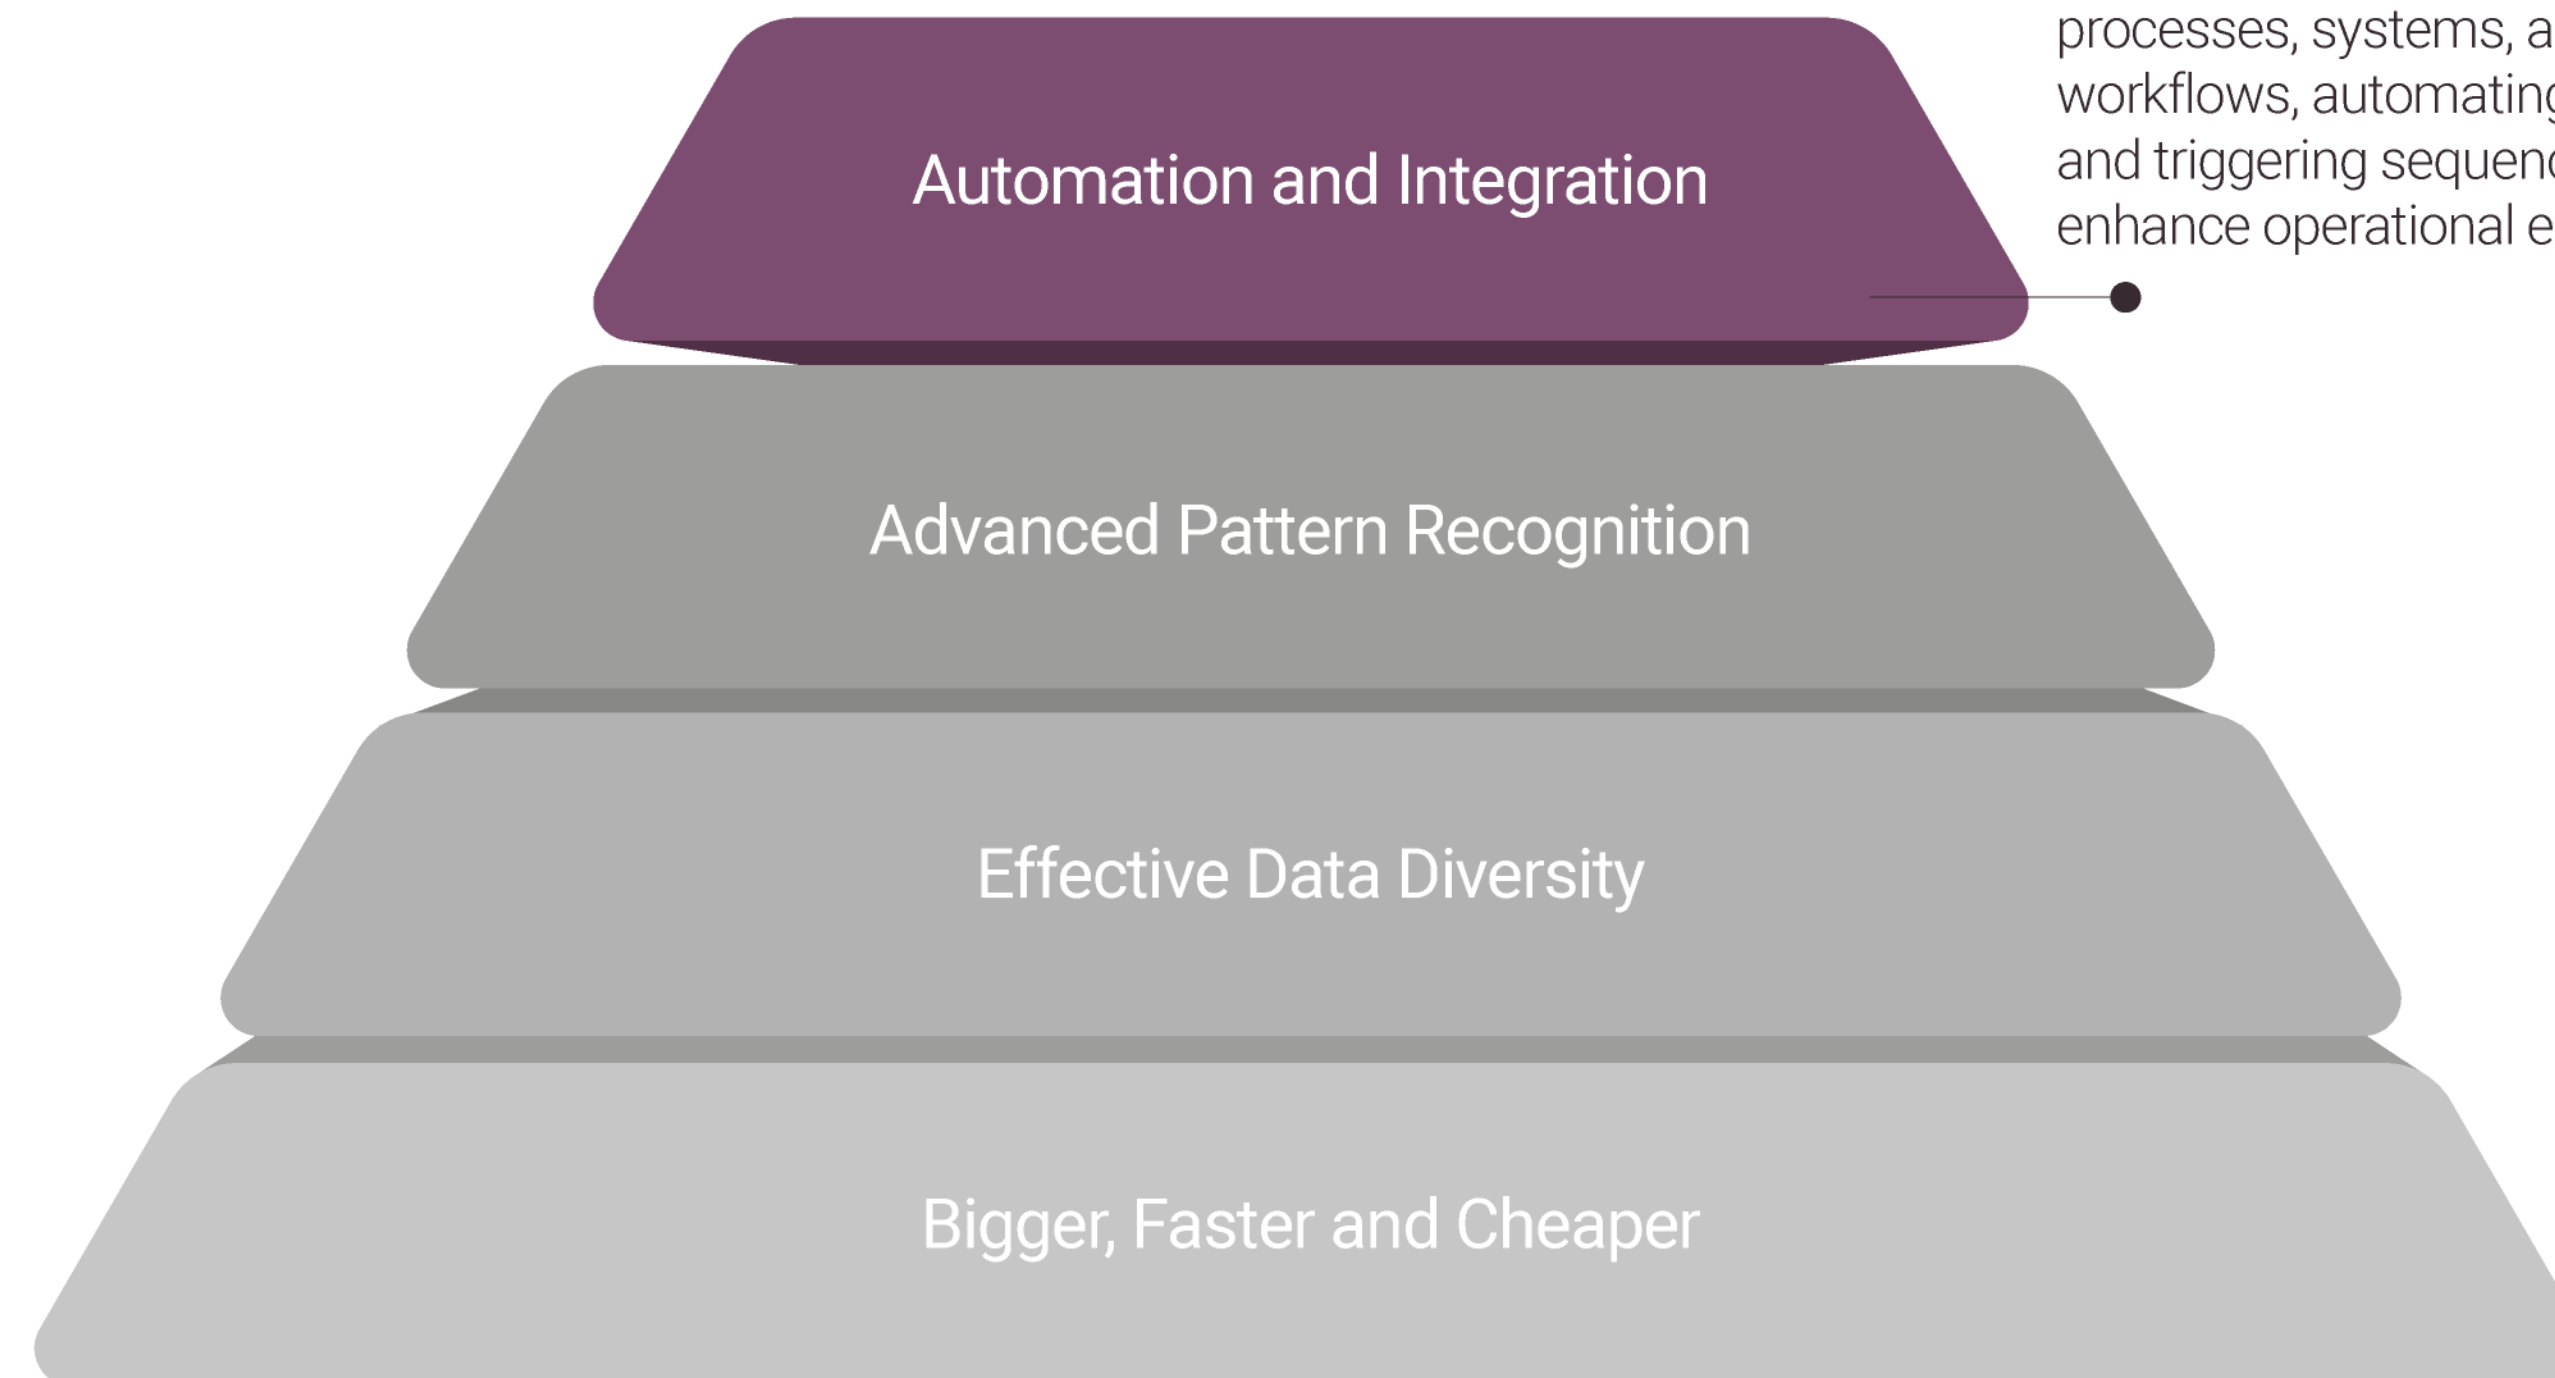 processes, systems,
workflows, automating
and triggering
enhance operational
Automation and Integration
Advanced Pattern Recognition
Effective Data Diversity
Bigger, Faster and Cheaper